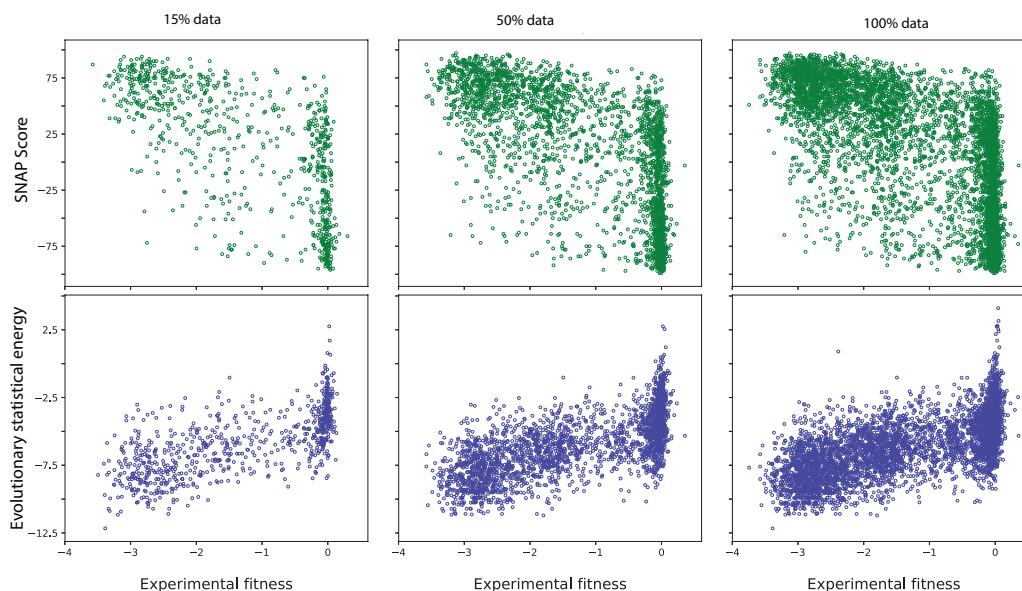 15% data
50% data
100% data
SNAP Score
75
25
−25
−75
Evolutionary statistical energy
2.5
−2.5
−7.5
−12.5
−4 −3 −2 −1 0
−4 −3 −2 −1 0
−4 −3 −2 −1 0
Experimental fitness
Experimental fitness
Experimental fitness